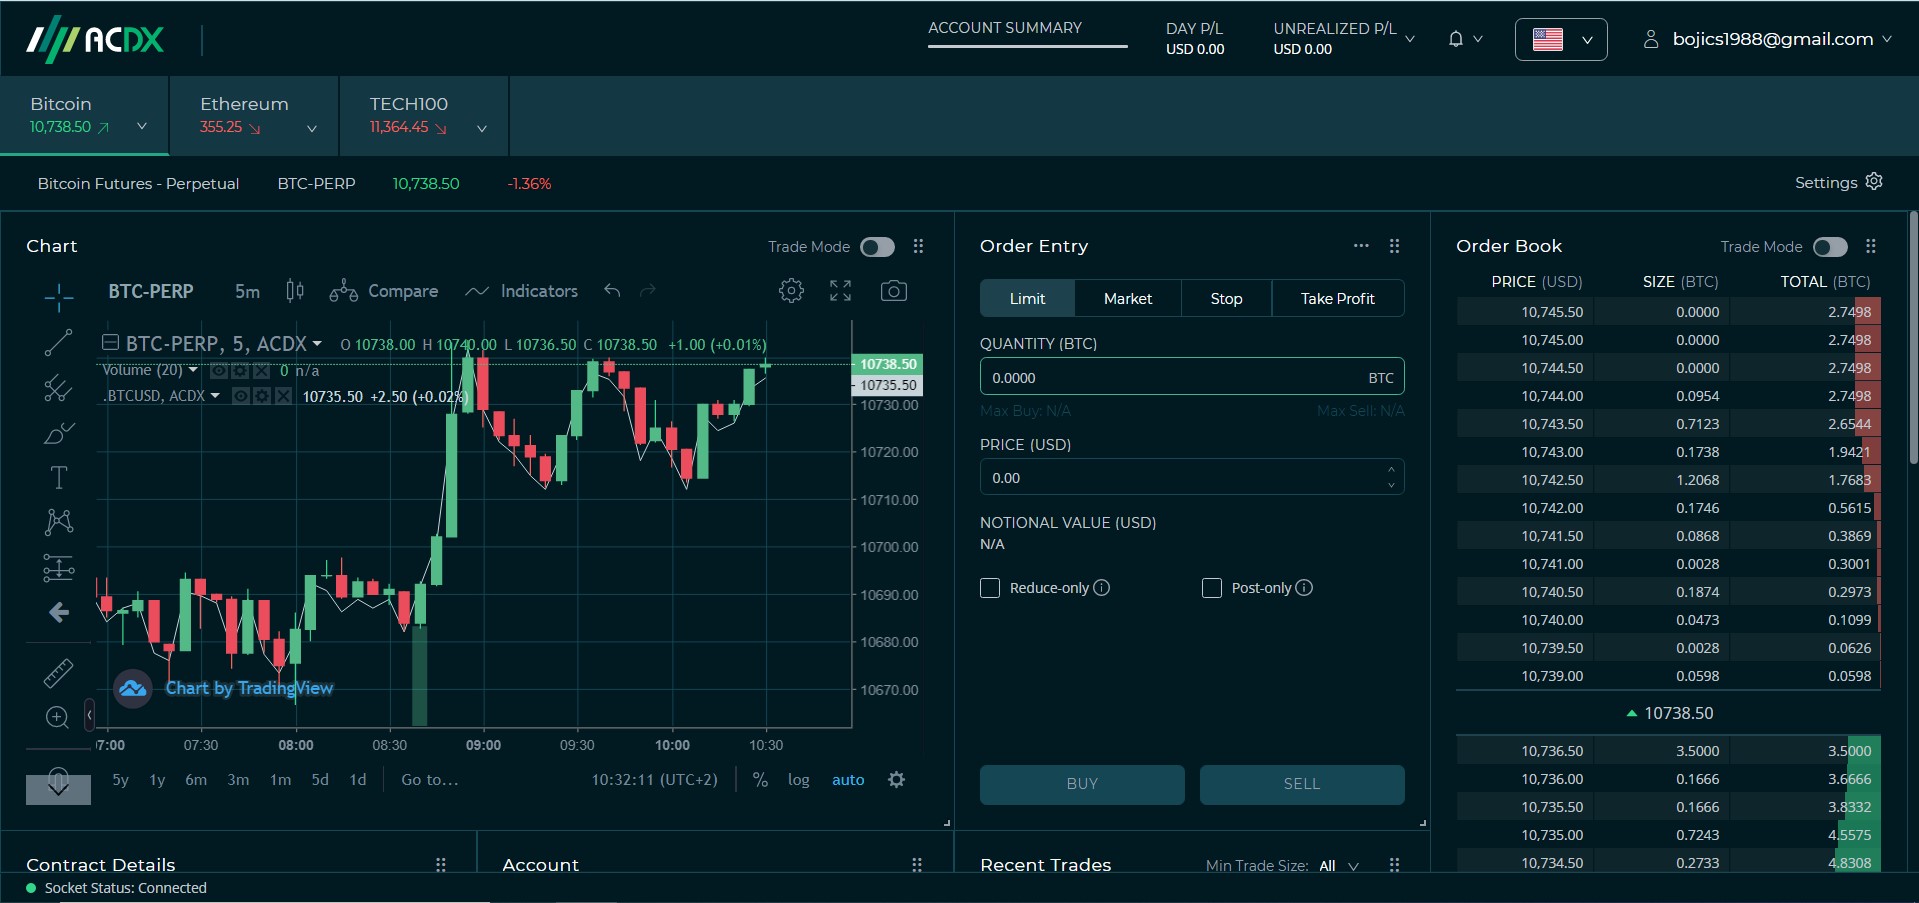 ACDX
ACCOUNT SUMMARY
DAY P/L
USD 0.00
UNREALIZED P/L
USD 0.00
bojics1988@gmail.com
Bitcoin
10,738.50
Ethereum
355.25
TECH100
11,364.45
Bitcoin Futures - Perpetual BTC-PERP 10,738.50 -1.36%
Settings
Chart
Trade Mode
BTC-PERP 5m Compare Indicators
BTC-PERP, 5, ACDX O 10738.00 H 10740.00 L 10736.50 C 10738.50 +1.00 (+0.01%)
Volume (20) 0 n/a
.BTCUSD, ACDX 10735.50 +2.50 (+0.02%)
10738.50
10735.50
10730.00
10720.00
10710.00
10700.00
10690.00
10680.00
10670.00
Chart by TradingView
7:00 07:30 08:00 08:30 09:00 09:30 10:00 10:30
5y 1y 6m 3m 1m 5d 1d Go to... 10:32:11 (UTC+2) % log auto
Order Entry
Limit Market Stop Take Profit
QUANTITY (BTC)
0.0000 BTC
Max Buy: N/A Max Sell: N/A
PRICE (USD)
0.00
NOTIONAL VALUE (USD)
N/A
Reduce-only Post-only
BUY SELL
Order Book
Trade Mode
PRICE (USD) SIZE (BTC) TOTAL (BTC)
10,745.50 0.0000 2.7498
10,745.00 0.0000 2.7498
10,744.50 0.0000 2.7498
10,744.00 0.0954 2.7498
10,743.50 0.7123 2.6544
10,743.00 0.1738 1.9421
10,742.50 1.2068 1.7683
10,742.00 0.1746 0.5615
10,741.50 0.0868 0.3869
10,741.00 0.0028 0.3001
10,740.50 0.1874 0.2973
10,740.00 0.0473 0.1099
10,739.50 0.0028 0.0626
10,739.00 0.0598 0.0598
10738.50
10,736.50 3.5000 3.5000
10,736.00 0.1666 3.6666
10,735.50 0.1666 3.8332
10,735.00 0.7243 4.5575
10,734.50 0.2733 4.8308
Contract Details
Account
Recent Trades
Min Trade Size: All
Socket Status: Connected